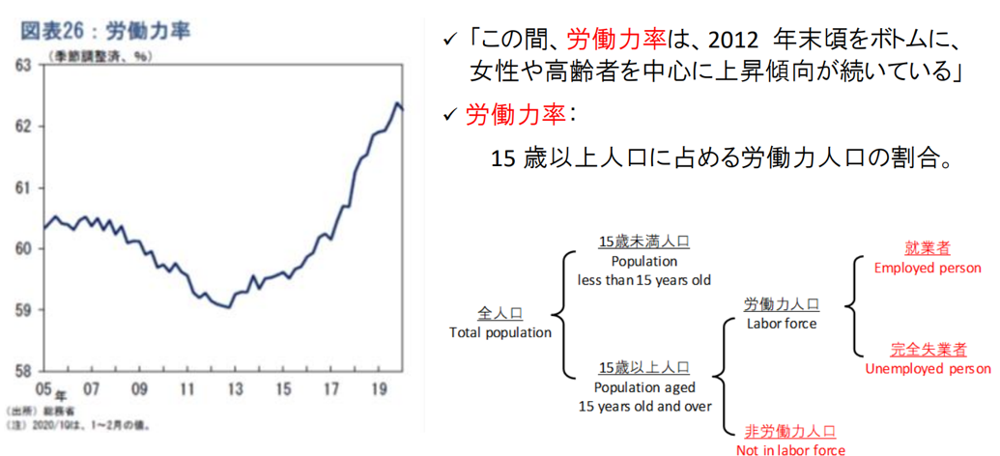 図表26：労働力率
（季節調整済、％）
63
62
61
60
59
58
05年 07 09 11 13 15 17 19
（出所）総務省
（注）2020/1Qは、1～2月の値。
✓ 「この間、労働力率は、2012 年末頃をボトムに、
女性や高齢者を中心に上昇傾向が続いている」
✓ 労働力率：
15 歳以上人口に占める労働力人口の割合。
全人口
Total population
15歳未満人口
Population
less than 15 years old
15歳以上人口
Population aged
15 years old and over
労働力人口
Labor force
非労働力人口
Not in labor force
就業者
Employed person
完全失業者
Unemployed person